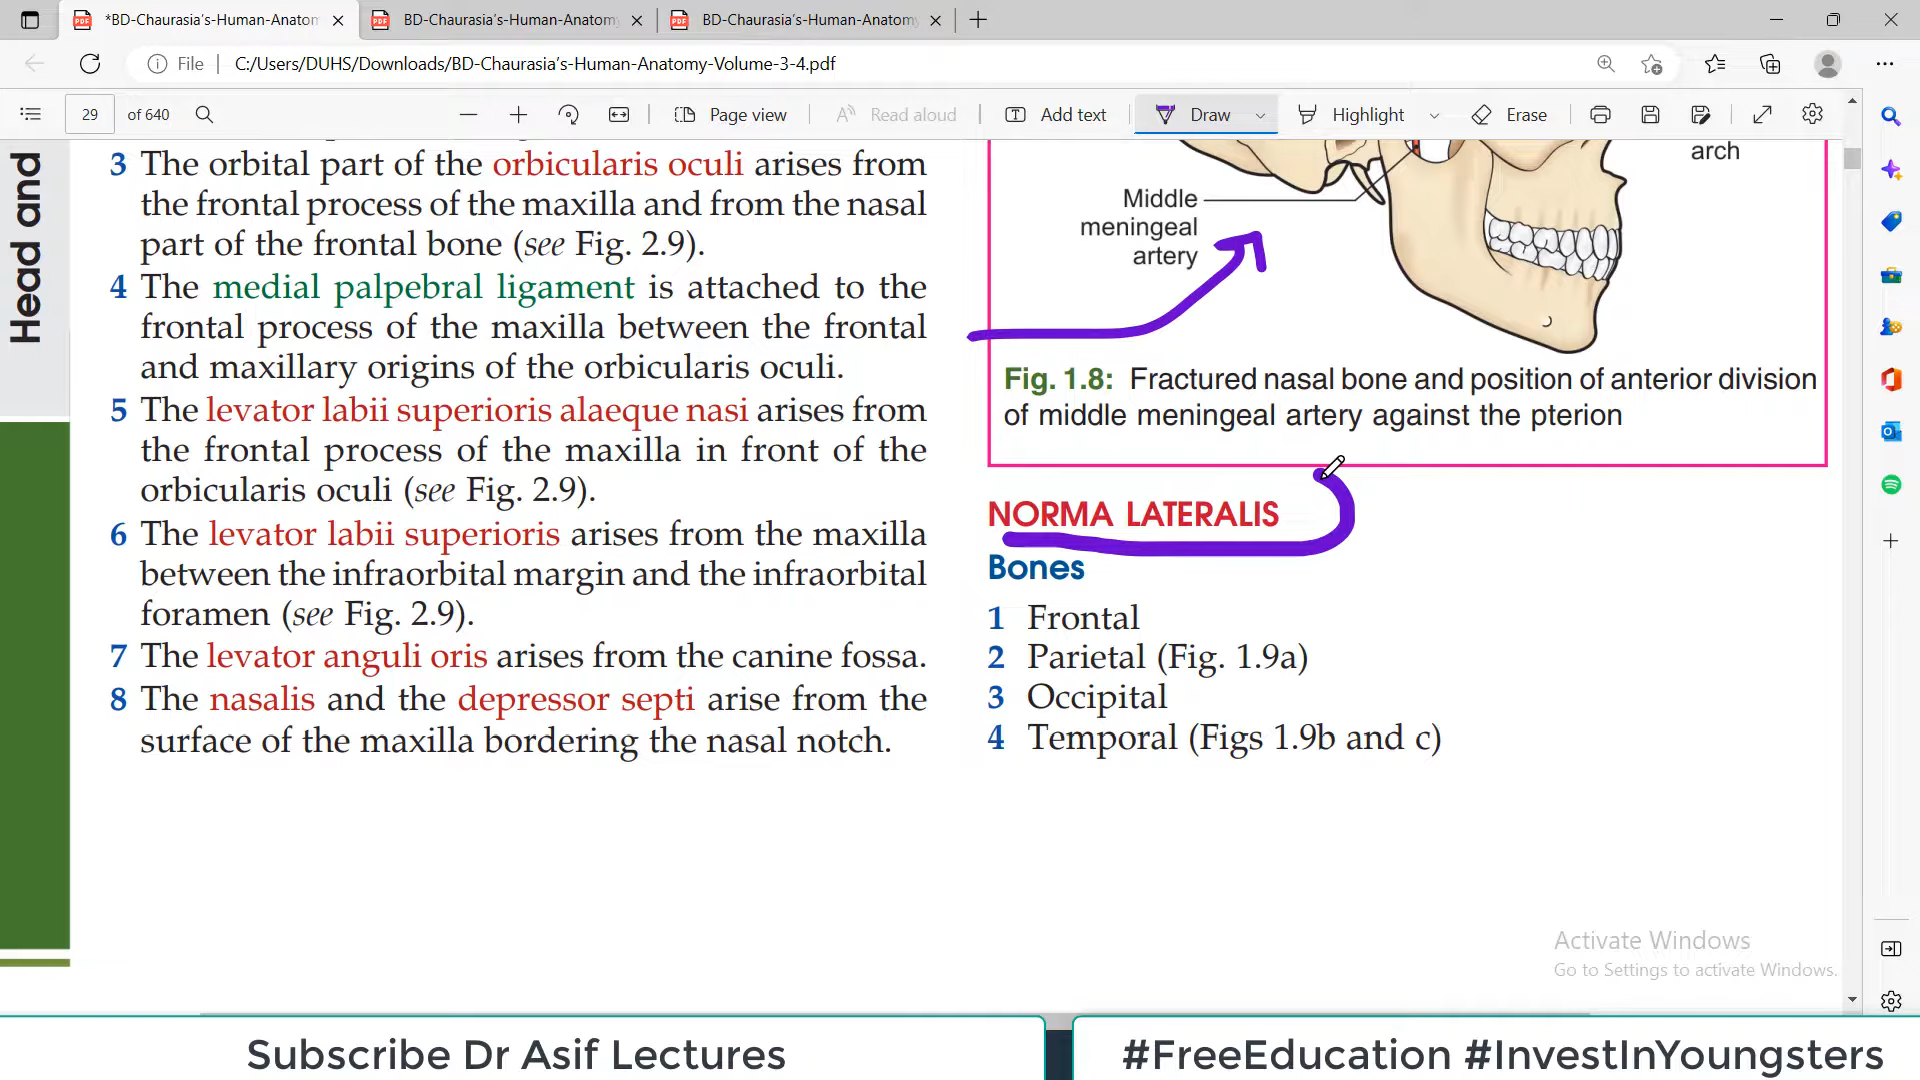 *BD-Chaurasia's-Human-Anatom
BD-Chaurasia's-Human-Anatomy
BD-Chaurasia's-Human-Anatomy
File
C:/Users/DUHS/Downloads/BD-Chaurasia's-Human-Anatomy-Volume-3-4.pdf
29 of 640
Page view
Read aloud
Add text
Draw
Highlight
Erase
Head and
3 The orbital part of the orbicularis oculi arises from
the frontal process of the maxilla and from the nasal
part of the frontal bone (see Fig. 2.9).
4 The medial palpebral ligament is attached to the
frontal process of the maxilla between the frontal
and maxillary origins of the orbicularis oculi.
5 The levator labii superioris alaeque nasi arises from
the frontal process of the maxilla in front of the
orbicularis oculi (see Fig. 2.9).
6 The levator labii superioris arises from the maxilla
between the infraorbital margin and the infraorbital
foramen (see Fig. 2.9).
7 The levator anguli oris arises from the canine fossa.
8 The nasalis and the depressor septi arise from the
surface of the maxilla bordering the nasal notch.
arch
Middle
meningeal
artery
Fig. 1.8: Fractured nasal bone and position of anterior division
of middle meningeal artery against the pterion
NORMA LATERALIS
Bones
1 Frontal
2 Parietal (Fig. 1.9a)
3 Occipital
4 Temporal (Figs 1.9b and c)
Activate Windows
Go to Settings to activate Windows.
Subscribe Dr Asif Lectures
#FreeEducation #InvestInYoungsters